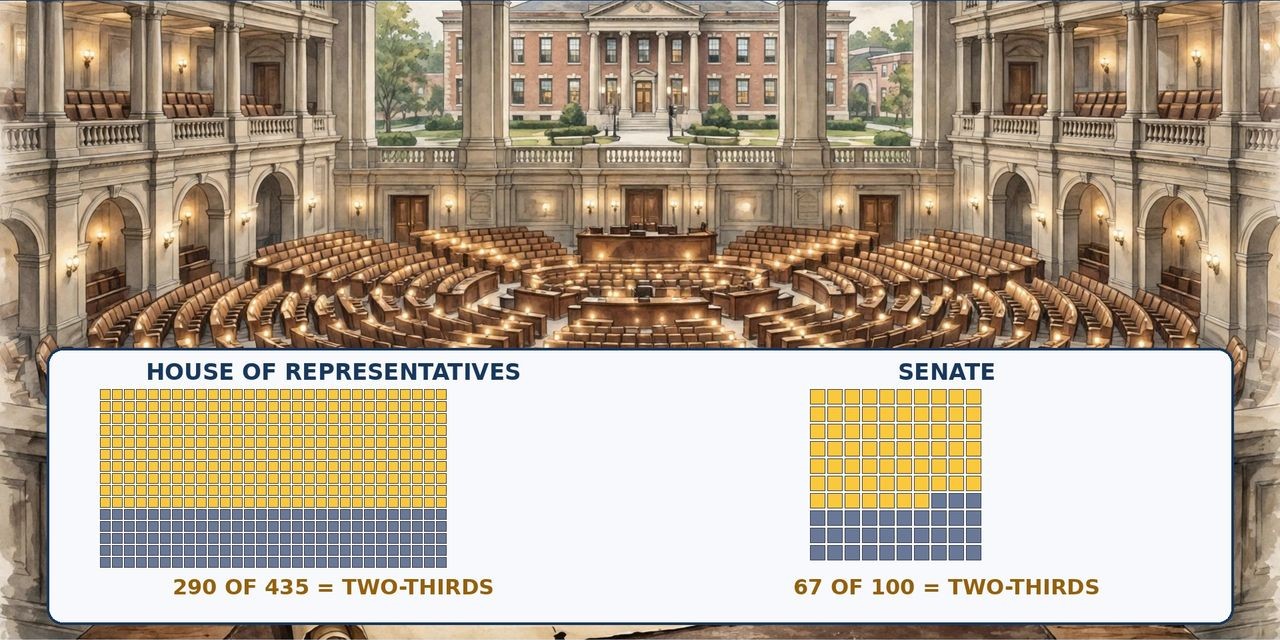 HOUSE OF REPRESENTATIVES
SENATE
290 OF 435 = TWO-THIRDS
67 OF 100 = TWO-THIRDS